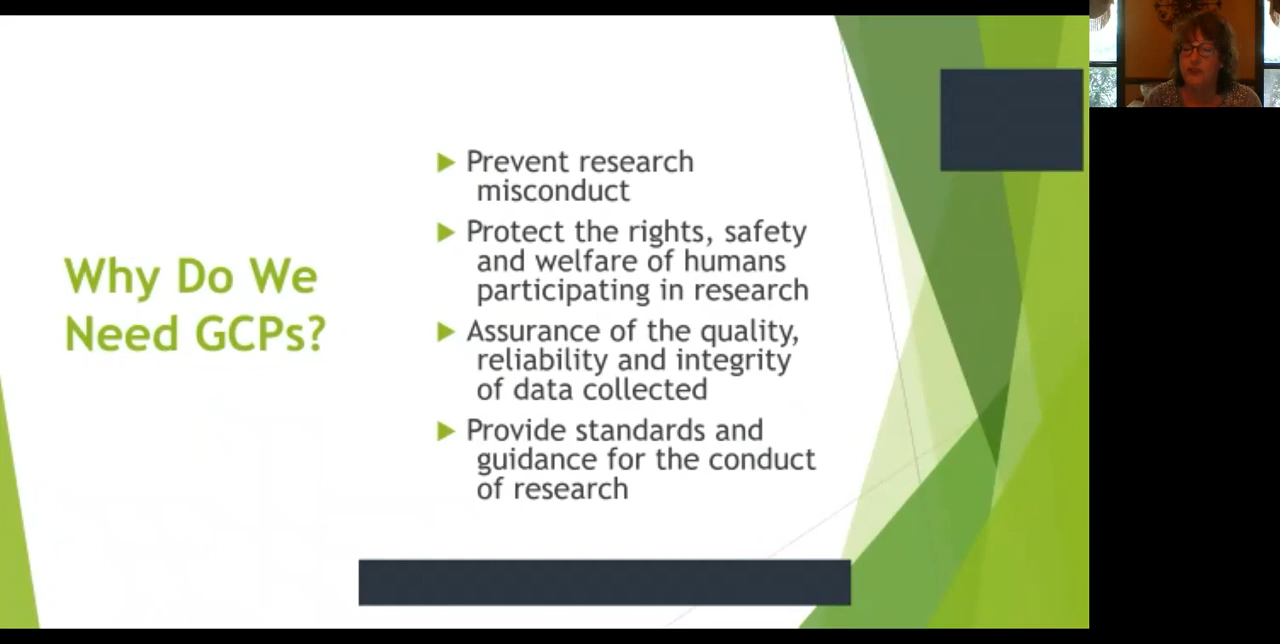 Why Do We
Need GCPs?
Prevent research
misconduct
Protect the rights, safety
and welfare of humans
participating in research
Assurance of the quality,
reliability and integrity
of data collected
Provide standards and
guidance for the conduct
of research